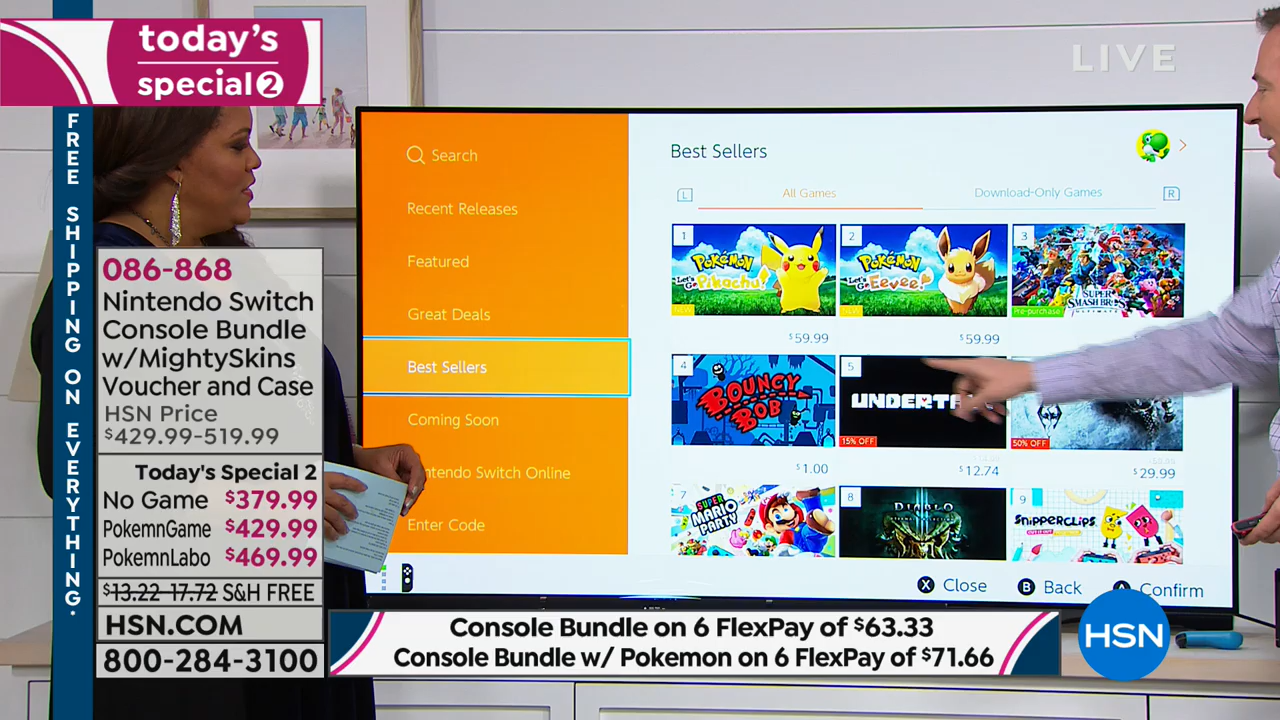 today's
special 2
LIVE
FREE SHIPPING ON EVERYTHING.
086-868
Nintendo Switch
Console Bundle
w/MightySkins
Voucher and Case
HSN Price
$429.99-519.99
Today's Special 2
No Game $379.99
PokemnGame $429.99
PokemnLabo $469.99
$13.22-17.72 S&H FREE
HSN.COM
800-284-3100
Search
Recent Releases
Featured
Great Deals
Best Sellers
Coming Soon
ntendo Switch Online
Enter Code
Best Sellers
L
All Games
Download-Only Games
R
1
POKÉMON
Let's Go Pikachu!
NEW
$59.99
2
POKÉMON
Let's Go Eevee!
NEW
$59.99
3
SUPER
SMASH BROS
ULTIMATE
Pre-purchase
4
BOUNCY
BOB
$1.00
5
UNDERT
15% OFF
$12.74
50% OFF
$29.99
7
SUPER
MARIO
PARTY
8
DIABLO
9
SNIPPERCLIPS
X Close
B Back
A Confirm
Console Bundle on 6 FlexPay of $63.33
Console Bundle w/ Pokemon on 6 FlexPay of $71.66
HSN